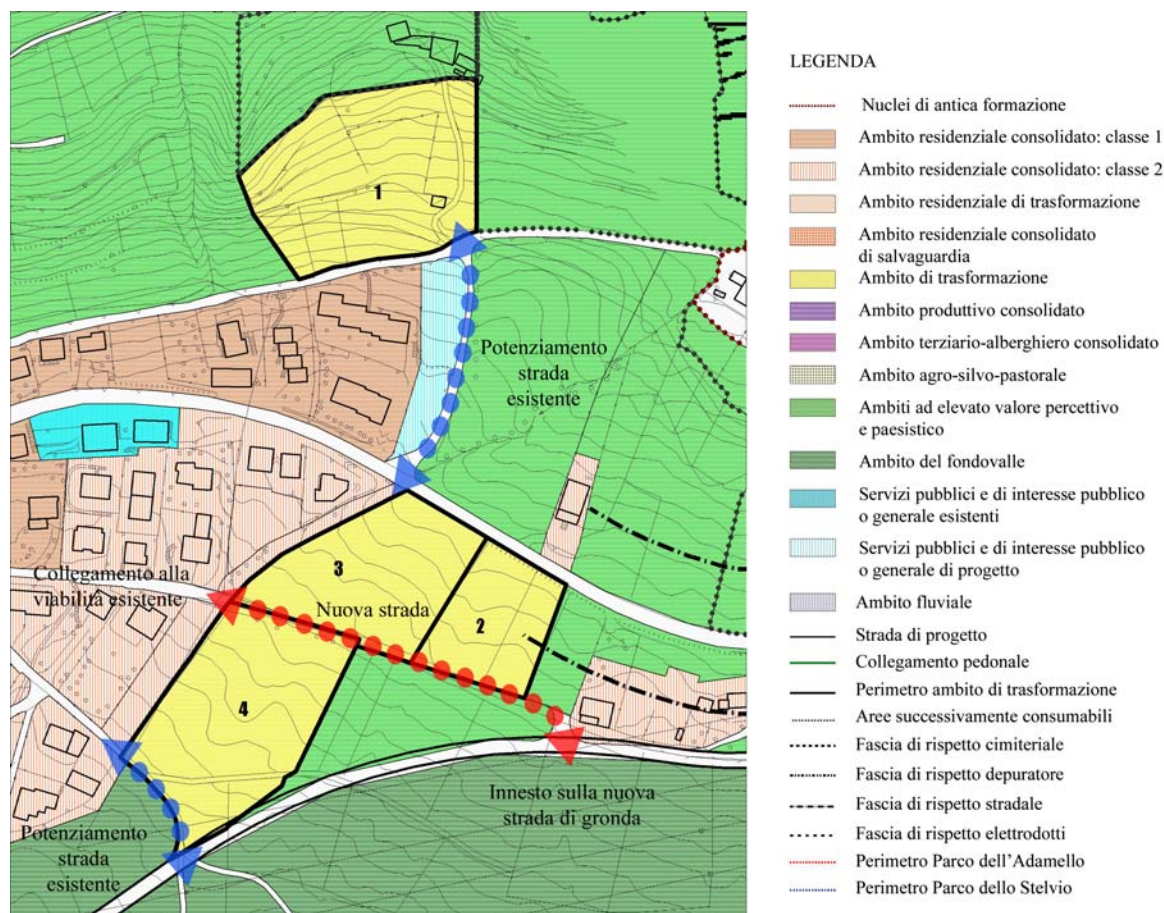 1
Potenziamento
strada
esistente
Collegamento alla
viabilità esistente
3
Nuova strada
2
4
Innesto sulla nuova
strada di gronda
Potenziamento
strada
esistente
LEGENDA
Nuclei di antica formazione
Ambito residenziale consolidato: classe 1
Ambito residenziale consolidato: classe 2
Ambito residenziale di trasformazione
Ambito residenziale consolidato
di salvaguardia
Ambito di trasformazione
Ambito produttivo consolidato
Ambito terziario-alberghiero consolidato
Ambito agro-silvo-pastorale
Ambiti ad elevato valore percettivo
e paesistico
Ambito del fondovalle
Servizi pubblici e di interesse pubblico
o generale esistenti
Servizi pubblici e di interesse pubblico
o generale di progetto
Ambito fluviale
Strada di progetto
Collegamento pedonale
Perimetro ambito di trasformazione
Aree successivamente consumabili
Fascia di rispetto cimiteriale
Fascia di rispetto depuratore
Fascia di rispetto stradale
Fascia di rispetto elettrodotti
Perimetro Parco dell'Adamello
Perimetro Parco dello Stelvio